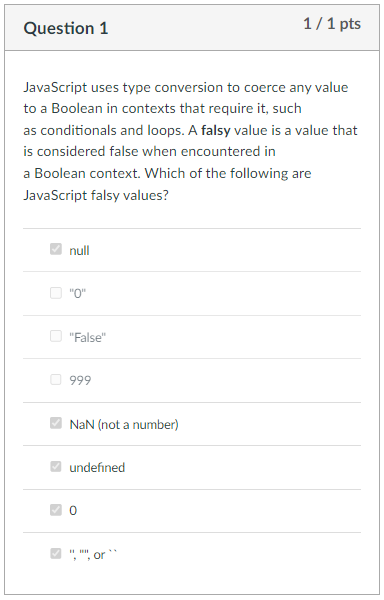 Question 1
1 / 1 pts
JavaScript uses type conversion to coerce any value
to a Boolean in contexts that require it, such
as conditionals and loops. A falsy value is a value that
is considered false when encountered in
a Boolean context. Which of the following are
JavaScript falsy values?
null
"0"
"False"
999
NaN (not a number)
undefined
0
'', "", or ``